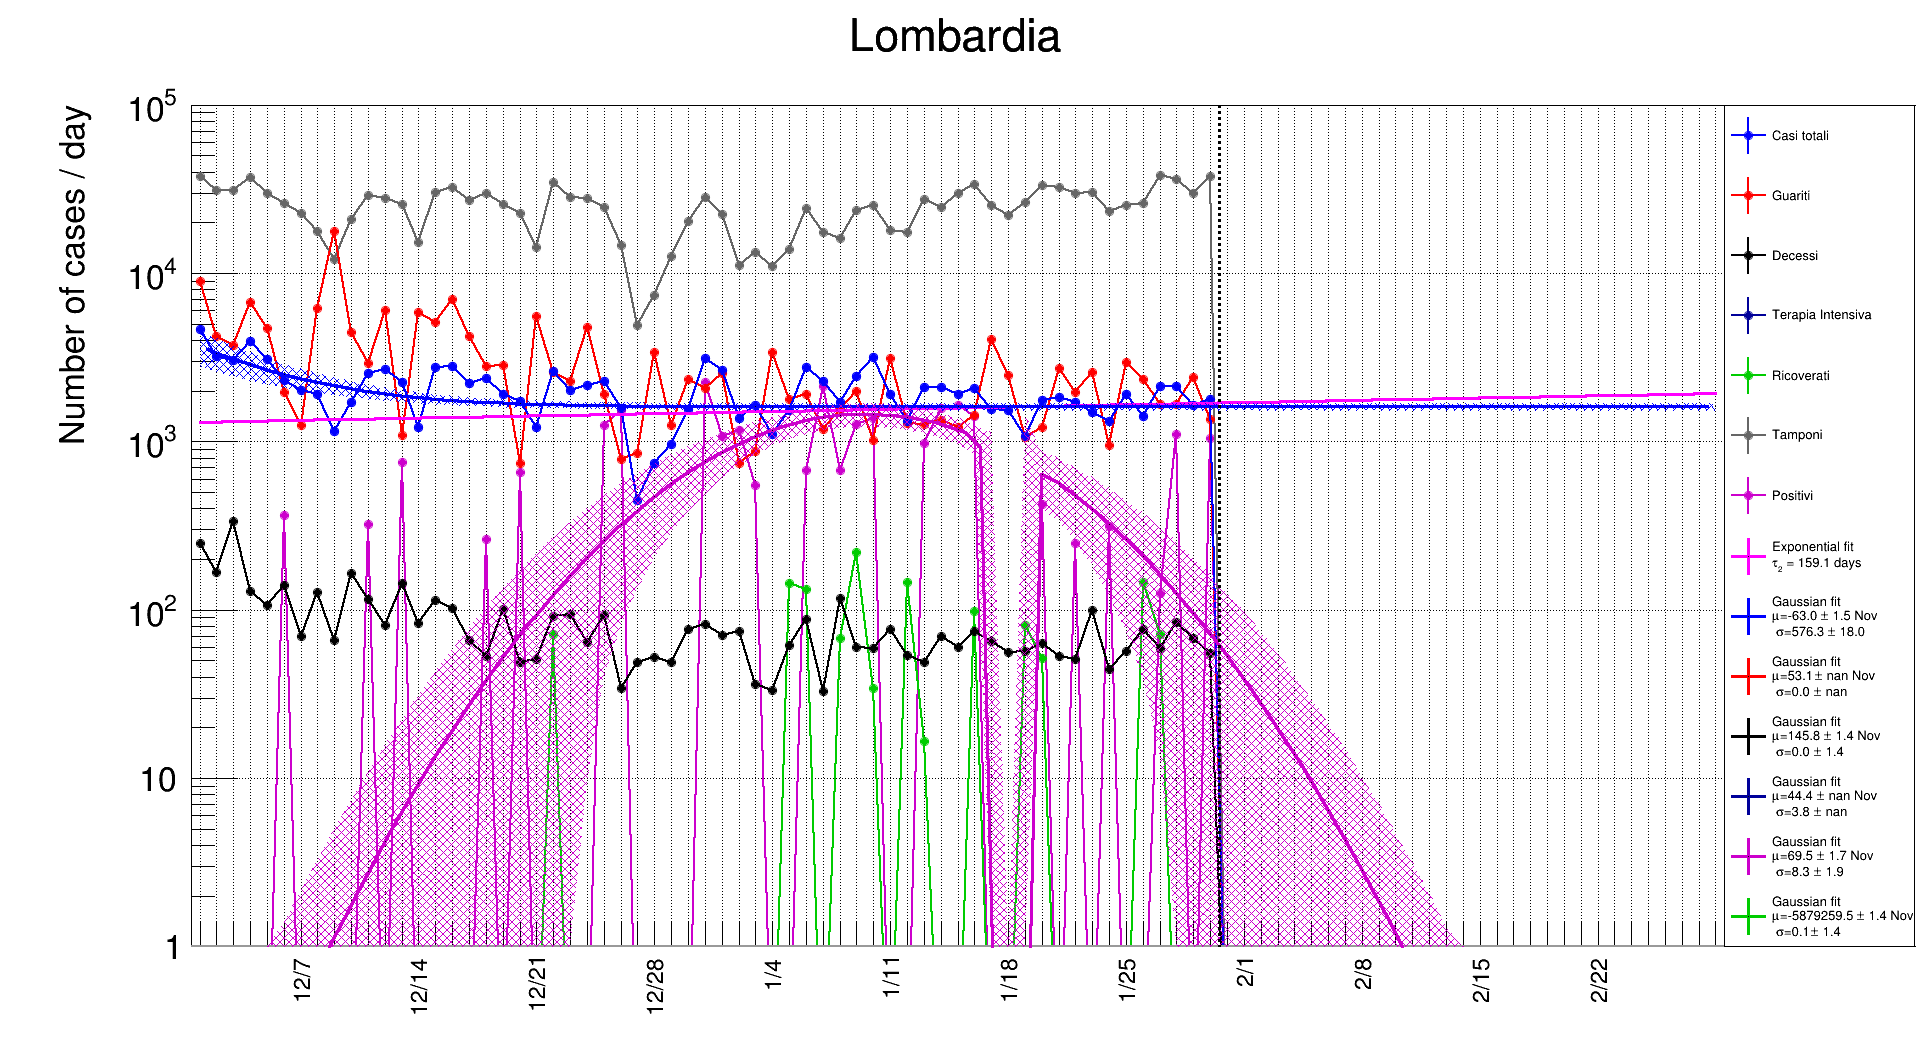 Lombardia
Number of cases / day
10^5
10^4
10^3
10^2
10
1
12/7
12/14
12/21
12/28
1/4
1/11
1/18
1/25
2/1
2/8
2/15
2/22
Casi totali
Guariti
Decessi
Terapia Intensiva
Ricoverati
Tamponi
Positivi
Exponential fit
τ_2 = 159.1 days
Gaussian fit
μ=-63.0 ± 1.5 Nov
σ=576.3 ± 18.0
Gaussian fit
μ=53.1 ± nan Nov
σ=0.0 ± nan
Gaussian fit
μ=145.8 ± 1.4 Nov
σ=0.0 ± 1.4
Gaussian fit
μ=44.4 ± nan Nov
σ=3.8 ± nan
Gaussian fit
μ=69.5 ± 1.7 Nov
σ=8.3 ± 1.9
Gaussian fit
μ=-5879259.5 ± 1.4 Nov
σ=0.1 ± 1.4